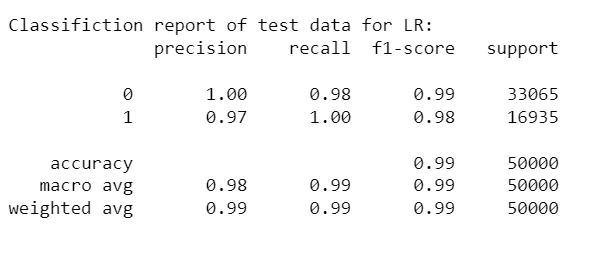 Classifiction report of test data for LR:
precision recall f1-score support
0 1.00 0.98 0.99 33065
1 0.97 1.00 0.98 16935
accuracy 0.99 50000
macro avg 0.98 0.99 0.99 50000
weighted avg 0.99 0.99 0.99 50000